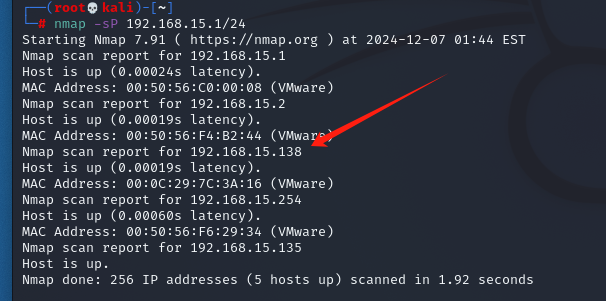 ┌──(root💀kali)-[~]
└─# nmap -sP 192.168.15.1/24
Starting Nmap 7.91 ( https://nmap.org ) at 2024-12-07 01:44 EST
Nmap scan report for 192.168.15.1
Host is up (0.00024s latency).
MAC Address: 00:50:56:C0:00:08 (VMware)
Nmap scan report for 192.168.15.2
Host is up (0.00019s latency).
MAC Address: 00:50:56:F4:B2:44 (VMware)
Nmap scan report for 192.168.15.138
Host is up (0.00019s latency).
MAC Address: 00:0C:29:7C:3A:16 (VMware)
Nmap scan report for 192.168.15.254
Host is up (0.00060s latency).
MAC Address: 00:50:56:F6:29:34 (VMware)
Nmap scan report for 192.168.15.135
Host is up.
Nmap done: 256 IP addresses (5 hosts up) scanned in 1.92 seconds